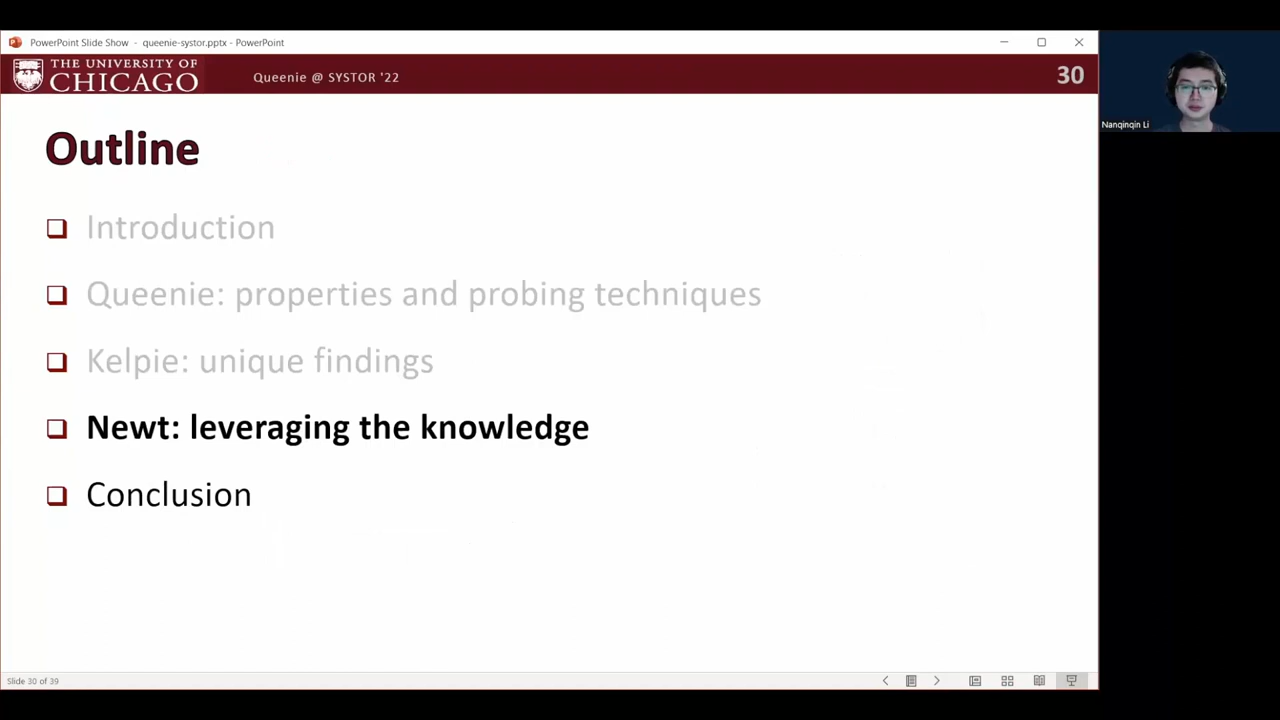 PowerPoint Slide Show - queenie-systor.pptx - PowerPoint
THE UNIVERSITY OF
CHICAGO
Queenie @ SYSTOR '22
30
Nanqinqin Li
Outline
Introduction
Queenie: properties and probing techniques
Kelpie: unique findings
Newt: leveraging the knowledge
Conclusion
Slide 30 of 39